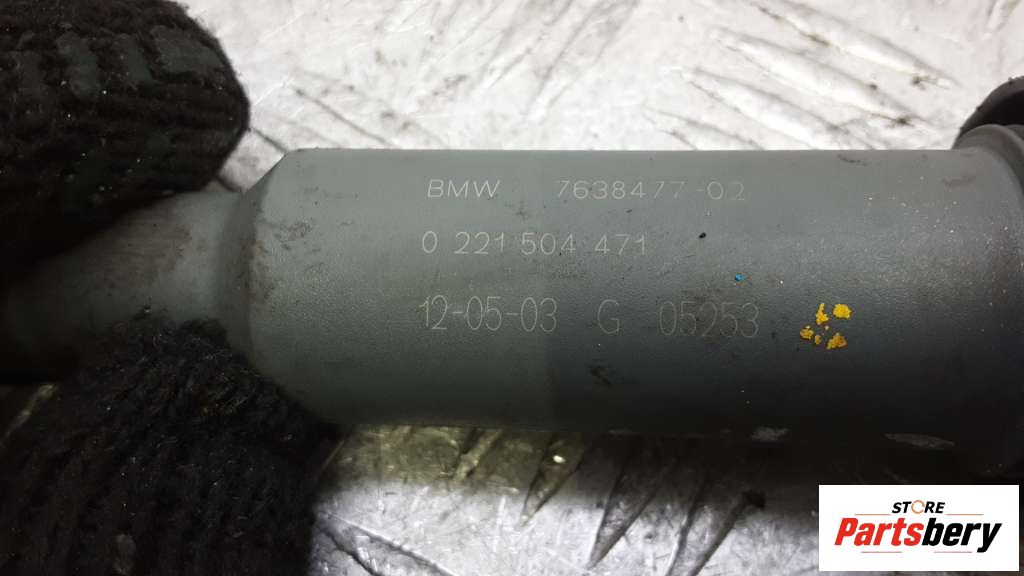 BMW 7638477-02
0 221 504 471
12-05-03 G 05253
STORE
Partsbery